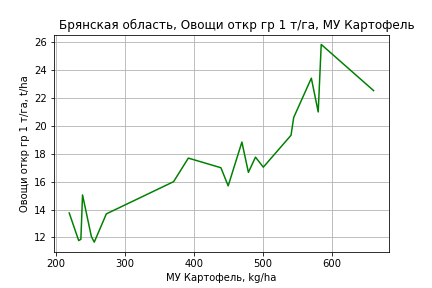 Брянская область, Овощи откр гр 1 т/га, МУ Картофель
26
24
22
20
18
16
14
12
Овощи откр гр 1 т/га, t/ha
200 300 400 500 600
МУ Картофель, kg/ha